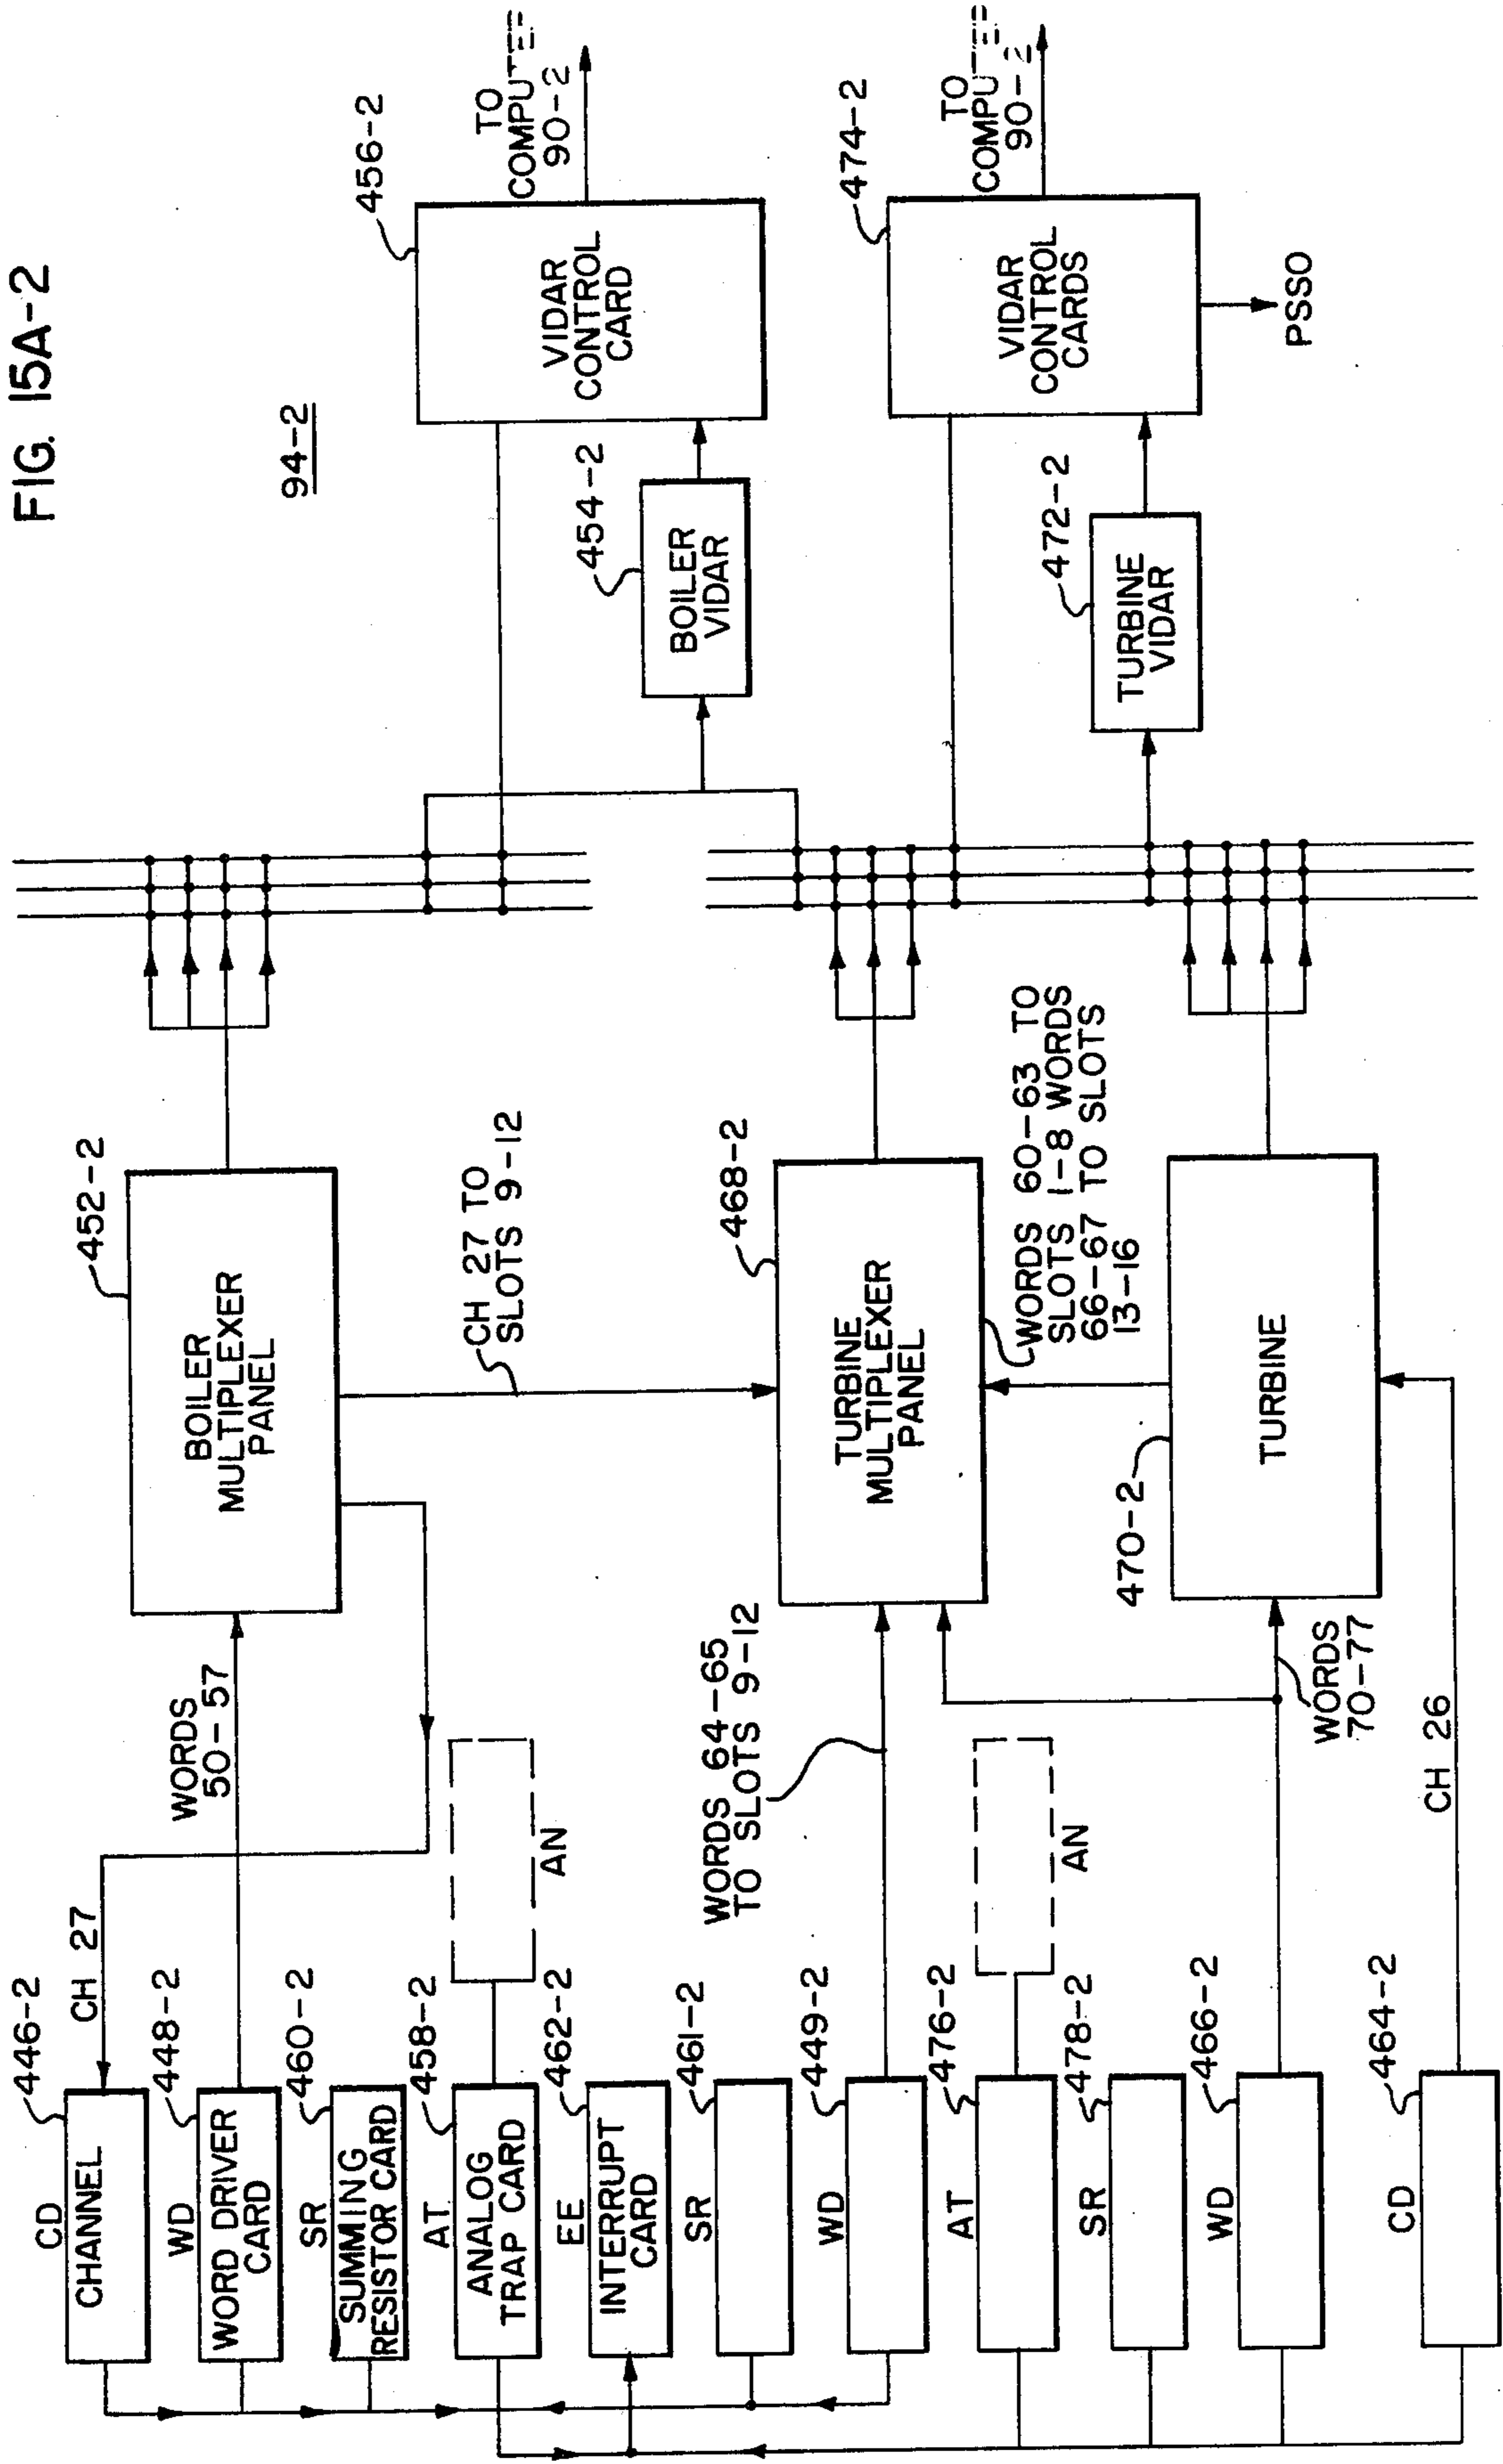 FIG. 15A-2
94-2
CD
CHANNEL
446-2
CH 27
WD
WORD DRIVER
CARD
448-2
WORDS
50-57
SR
SUMMING
RESISTOR CARD
460-2
AT
ANALOG
TRAP CARD
458-2
AN
EE
INTERRUPT
CARD
462-2
SR
461-2
WD
449-2
WORDS 64-65
TO SLOTS 9-12
AT
476-2
AN
SR
478-2
WD
466-2
WORDS
70-77
CD
464-2
CH 26
BOILER
MULTIPLEXER
PANEL
452-2
CH 27 TO
SLOTS 9-12
TURBINE
MULTIPLEXER
PANEL
468-2
WORDS 60-63 TO
SLOTS 1-8 WORDS
66-67 TO SLOTS
13-16
TURBINE
470-2
BOILER
VIDAR
454-2
VIDAR
CONTROL
CARD
456-2
TO
COMPUTER
90-2
TURBINE
VIDAR
472-2
VIDAR
CONTROL
CARDS
474-2
TO
COMPUTER
90-2
PSSO